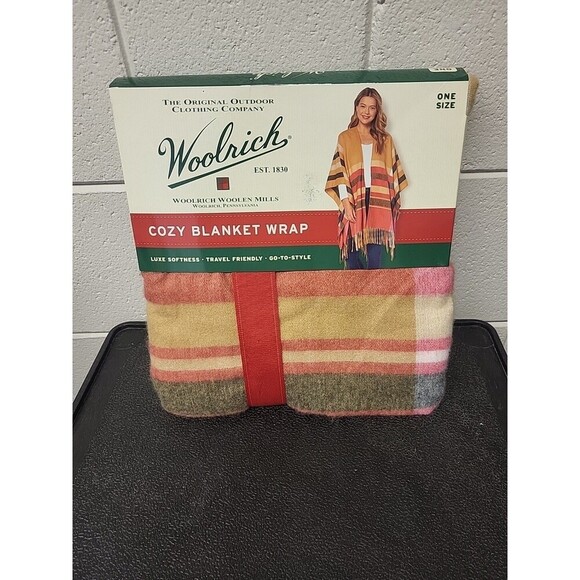 THE ORIGINAL OUTDOOR
CLOTHING COMPANY
Woolrich®
EST. 1830
WOOLRICH WOOLEN MILLS
WOOLRICH, PENNSYLVANIA
ONE
SIZE
COZY BLANKET WRAP
LUXE SOFTNESS · TRAVEL FRIENDLY · GO-TO-STYLE